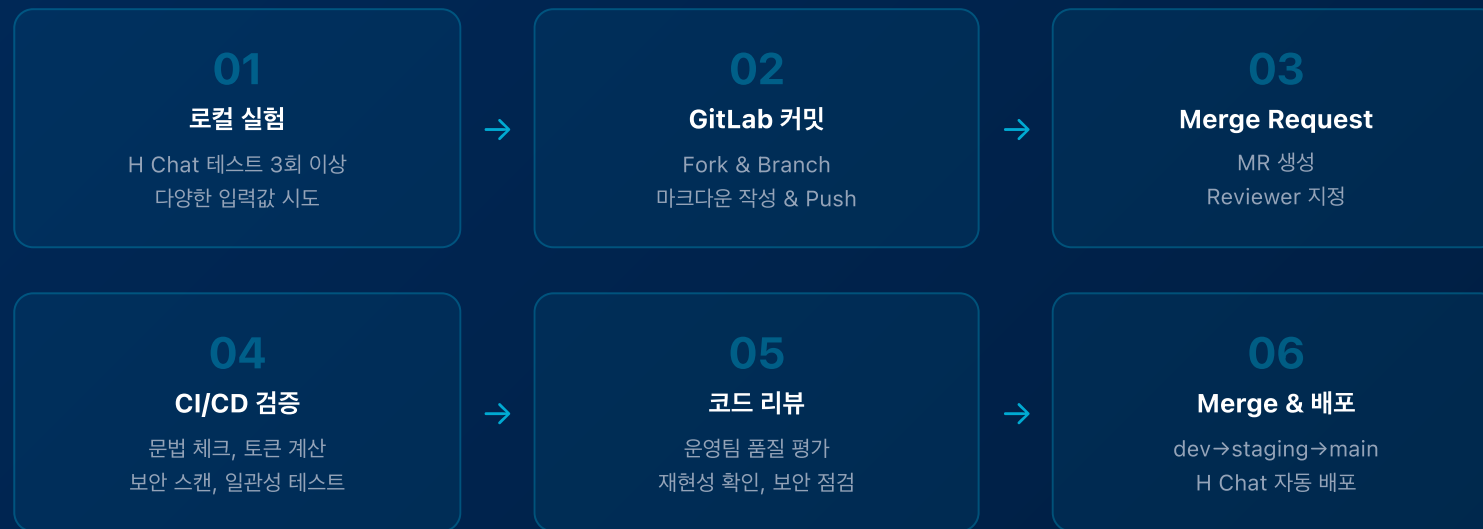 01
로컬 실험
H Chat 테스트 3회 이상
다양한 입력값 시도
→
02
GitLab 커밋
Fork & Branch
마크다운 작성 & Push
→
03
Merge Request
MR 생성
Reviewer 지정
04
CI/CD 검증
문법 체크, 토큰 계산
보안 스캔, 일관성 테스트
→
05
코드 리뷰
운영팀 품질 평가
재현성 확인, 보안 점검
→
06
Merge & 배포
dev→staging→main
H Chat 자동 배포